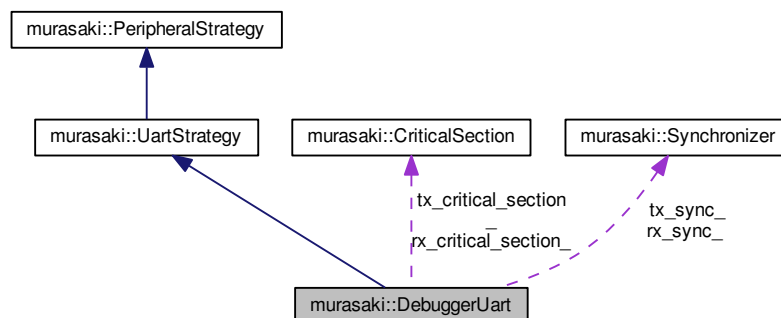 murasaki::PeripheralStrategy
murasaki::UartStrategy
murasaki::CriticalSection
murasaki::Synchronizer
tx_critical_section
_
rx_critical_section_
tx_sync_
rx_sync_
murasaki::DebuggerUart